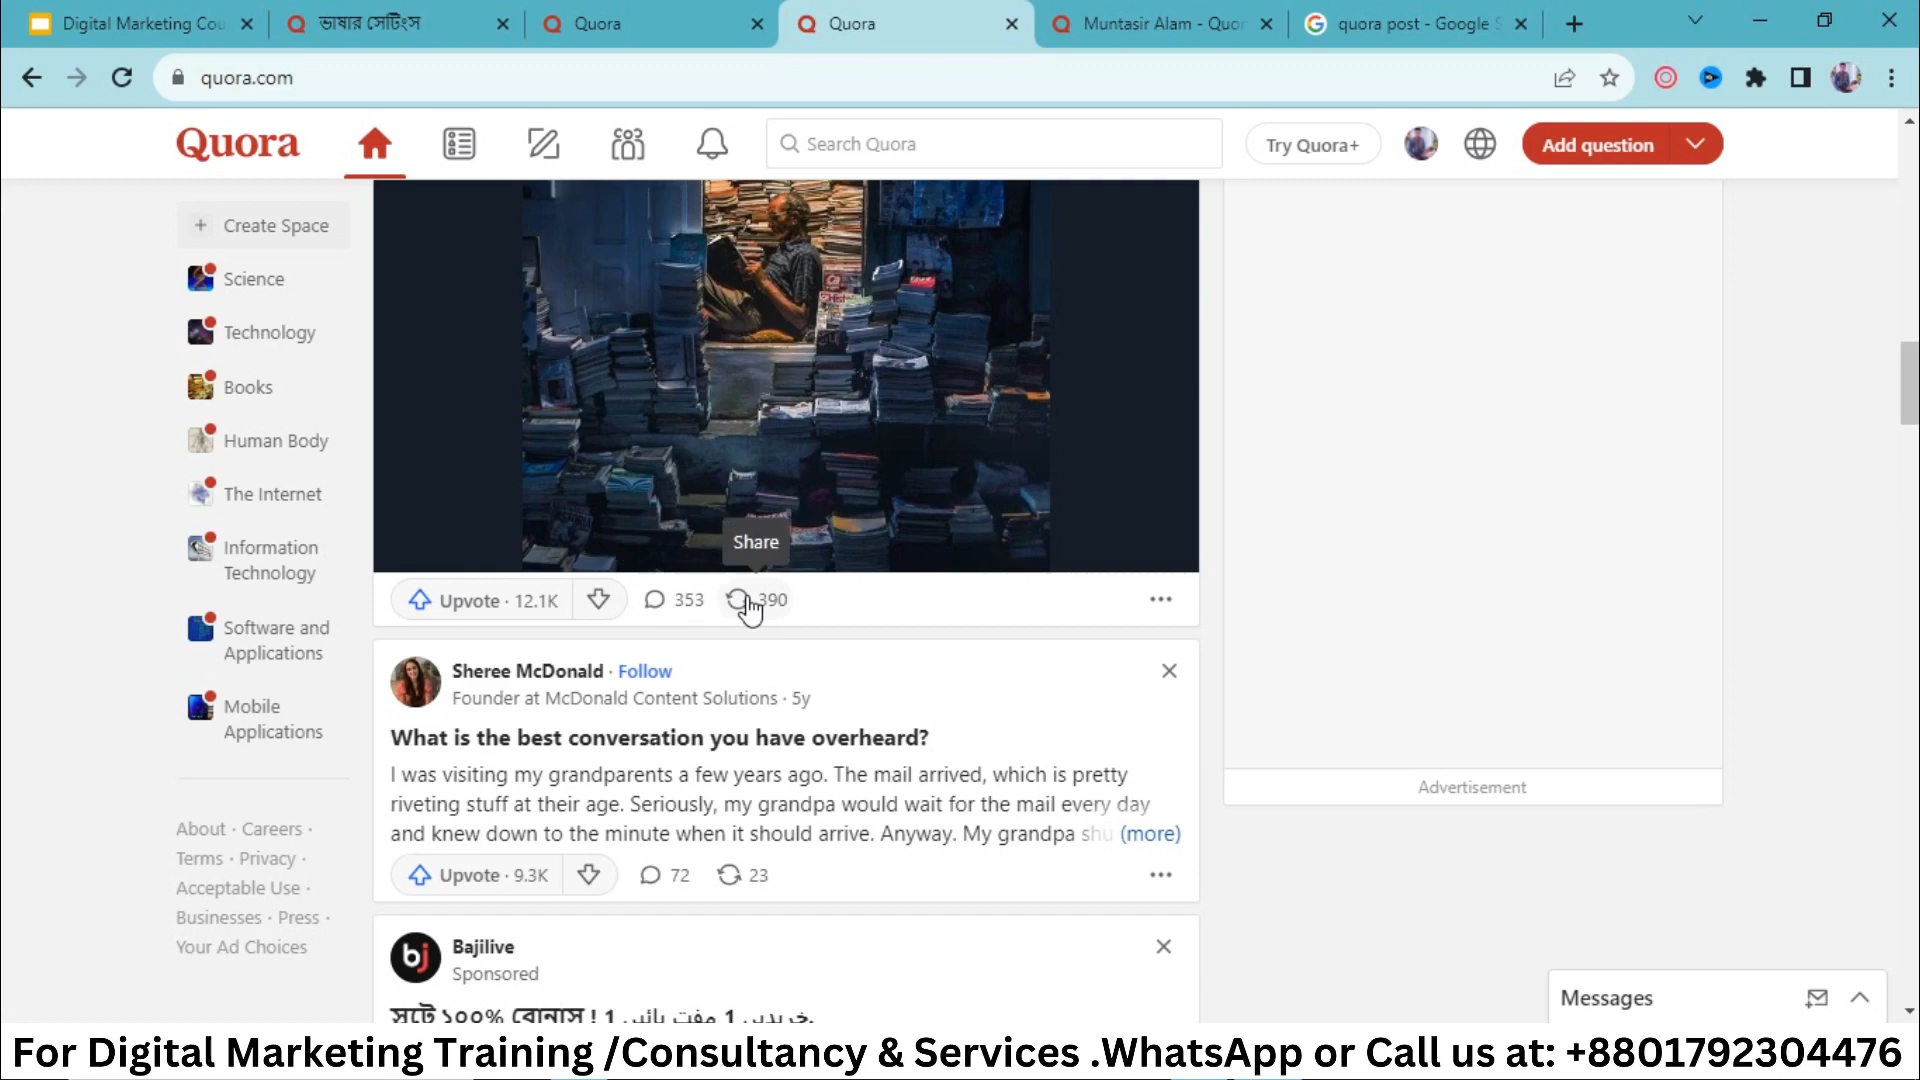 Digital Marketing Cou
ভাষার সেটিংস
Quora
Quora
Muntasir Alam - Quor
quora post - Google S
quora.com
Quora
Search Quora
Try Quora+
Add question
+ Create Space
Science
Technology
Books
Human Body
The Internet
Information
Technology
Software and
Applications
Mobile
Applications
About · Careers ·
Terms · Privacy ·
Acceptable Use ·
Businesses · Press ·
Your Ad Choices
Share
Upvote · 12.1K
353
390
Sheree McDonald · Follow
Founder at McDonald Content Solutions · 5y
What is the best conversation you have overheard?
I was visiting my grandparents a few years ago. The mail arrived, which is pretty
riveting stuff at their age. Seriously, my grandpa would wait for the mail every day
and knew down to the minute when it should arrive. Anyway. My grandpa shu (more)
Upvote · 9.3K
72
23
bj
Bajilive
Sponsored
১০০% বোনাস ! 1
Advertisement
Messages
For Digital Marketing Training /Consultancy & Services .WhatsApp or Call us at: +8801792304476